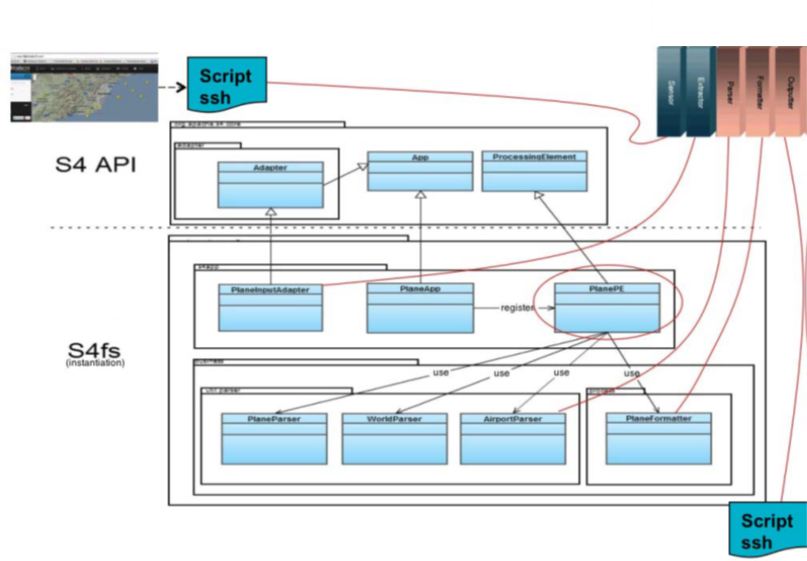 Script
ssh
Sensor
Extractor
Parser
Formatter
Outputter
S4 API
adapter
Adapter
App
ProcessingElement
S4fs
(instantiation)
PlaneInputAdapter
PlaneApp
register
PlanePE
use
use
use
use
PlaneParser
WorldParser
AirportParser
PlaneFormatter
Script
ssh